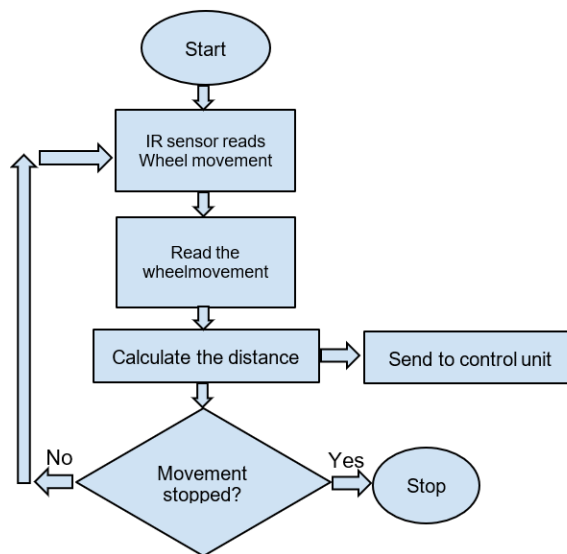 Start
IR sensor reads
Wheel movement
Read the
wheelmovement
Calculate the distance
Send to control unit
No
Movement
stopped?
Yes
Stop